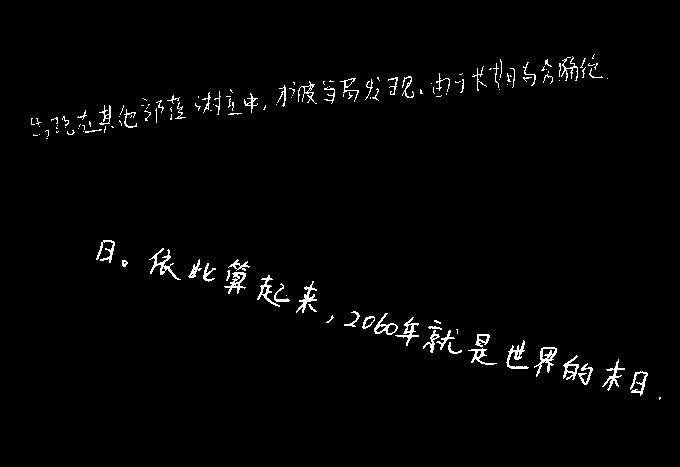 出现在其他部落村立中，才被当局发现。由于长期与舍隔绝.
日。依此算起来，2060年就是世界的末日.